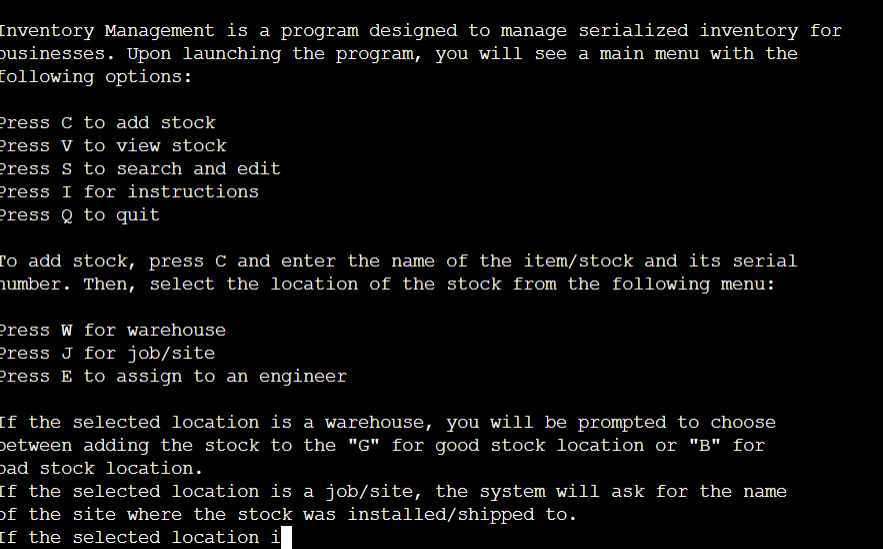 Inventory Management is a program designed to manage serialized inventory for
businesses. Upon launching the program, you will see a main menu with the
following options:
Press C to add stock
Press V to view stock
Press S to search and edit
Press I for instructions
Press Q to quit
To add stock, press C and enter the name of the item/stock and its serial
number. Then, select the location of the stock from the following menu:
Press W for warehouse
Press J for job/site
Press E to assign to an engineer
If the selected location is a warehouse, you will be prompted to choose
between adding the stock to the "G" for good stock location or "B" for
bad stock location.
If the selected location is a job/site, the system will ask for the name
of the site where the stock was installed/shipped to.
If the selected location i